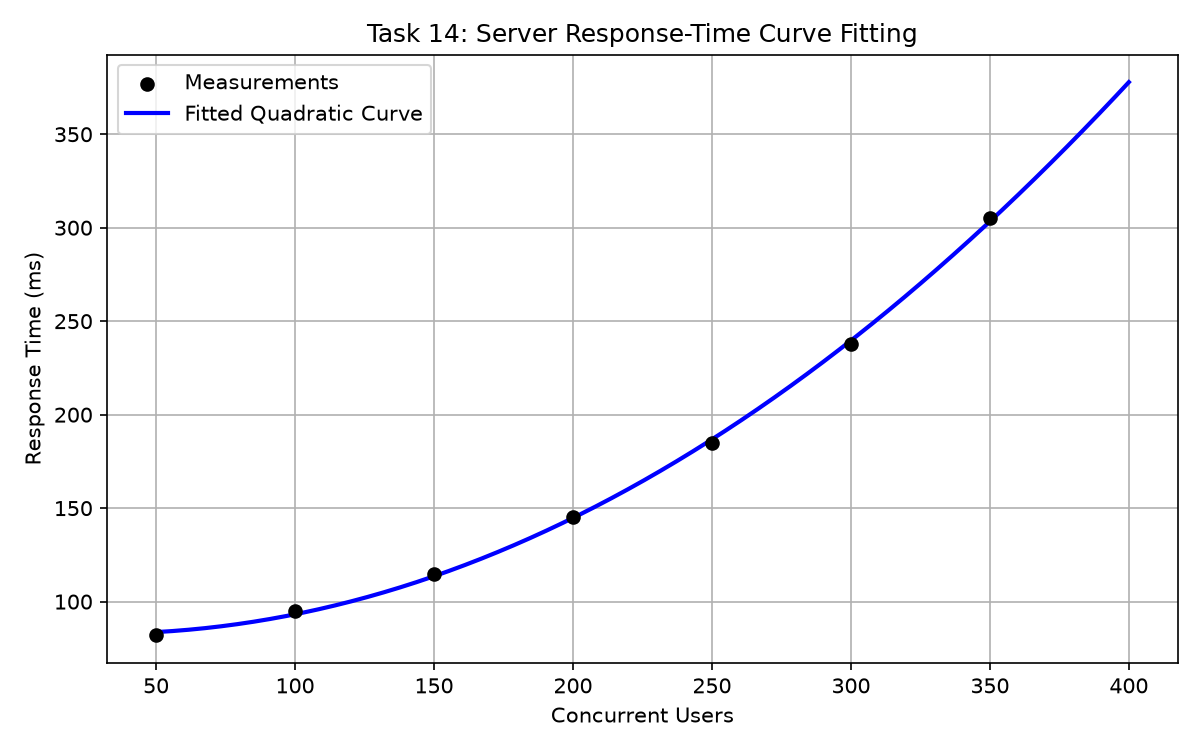 Task 14: Server Response-Time Curve Fitting
Measurements
Fitted Quadratic Curve
Response Time (ms)
350
300
250
200
150
100
50 100 150 200 250 300 350 400
Concurrent Users